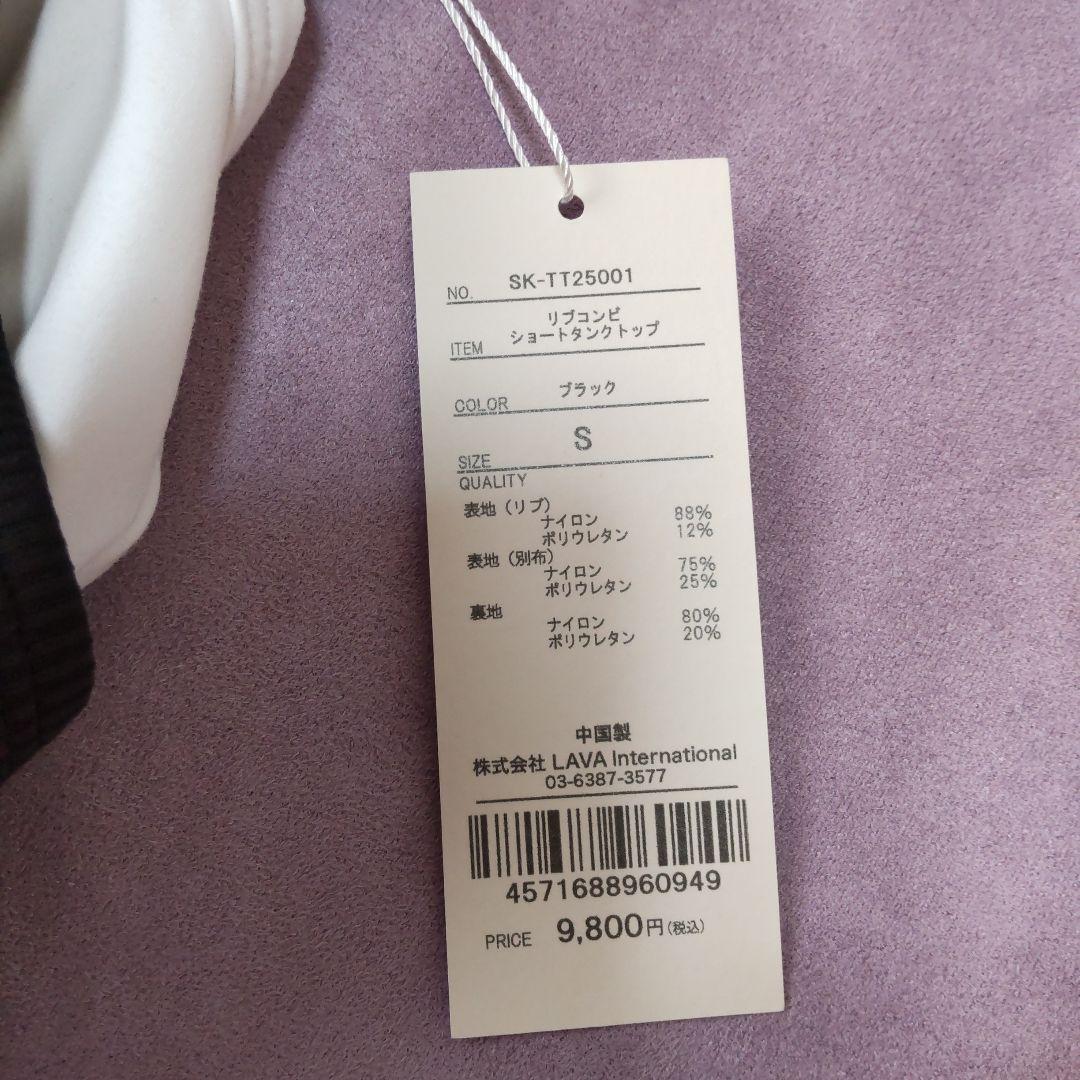 NO. SK-TT25001
リブコンビ
ITEM ショートタンクトップ
COLOR ブラック
SIZE S
QUALITY
表地(リブ)
ナイロン 88%
ポリウレタン 12%
表地(別布)
ナイロン 75%
ポリウレタン 25%
裏地
ナイロン 80%
ポリウレタン 20%
中国製
株式会社 LAVA International
03-6387-3577
4571688960949
PRICE 9,800円(税込)